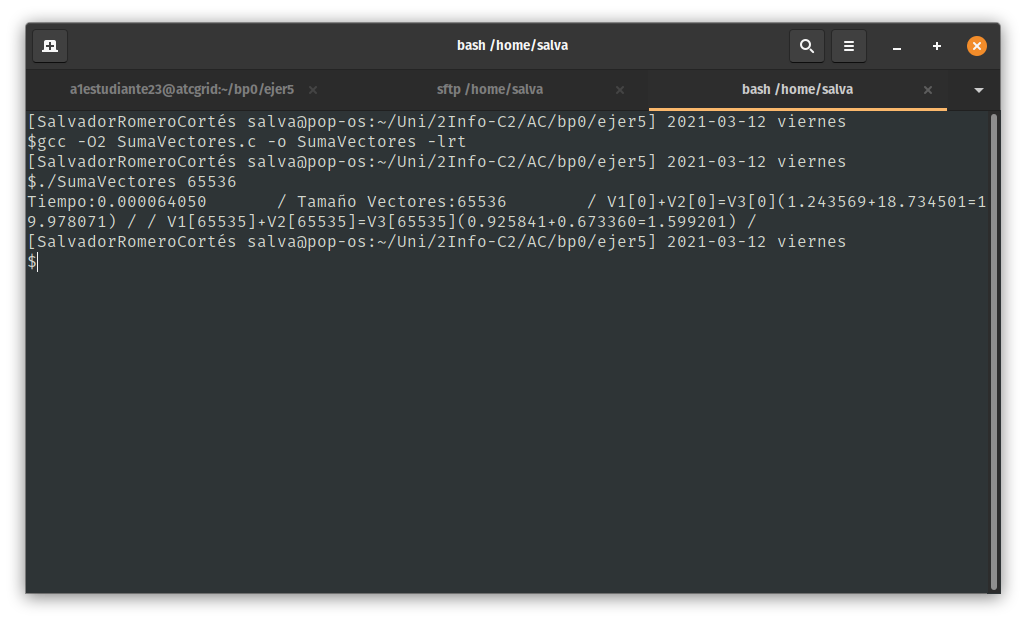 bash /home/salva
a1estudiante23@atcgrid:~/bp0/ejer5
sftp /home/salva
bash /home/salva
[SalvadorRomeroCortés salva@pop-os:~/Uni/2Info-C2/AC/bp0/ejer5] 2021-03-12 viernes
$gcc -O2 SumaVectores.c -o SumaVectores -lrt
[SalvadorRomeroCortés salva@pop-os:~/Uni/2Info-C2/AC/bp0/ejer5] 2021-03-12 viernes
$./SumaVectores 65536
Tiempo:0.000064050       / Tamaño Vectores:65536        / V1[0]+V2[0]=V3[0](1.243569+18.734501=1
9.978071) / / V1[65535]+V2[65535]=V3[65535](0.925841+0.673360=1.599201) /
[SalvadorRomeroCortés salva@pop-os:~/Uni/2Info-C2/AC/bp0/ejer5] 2021-03-12 viernes
$